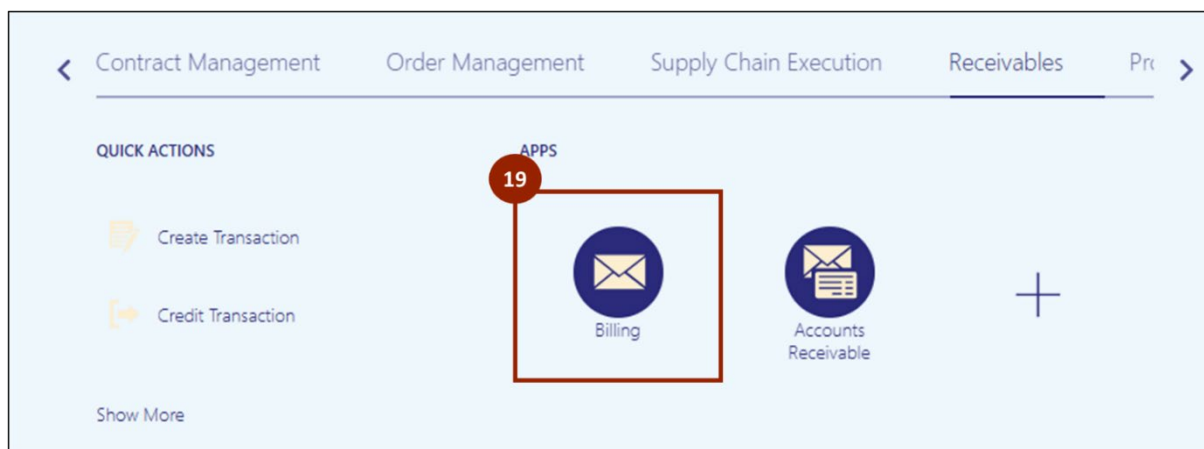 Contract Management Order Management Supply Chain Execution Receivables Pro
QUICK ACTIONS APPS
19
Create Transaction
Credit Transaction
Billing
Accounts
Receivable
Show More